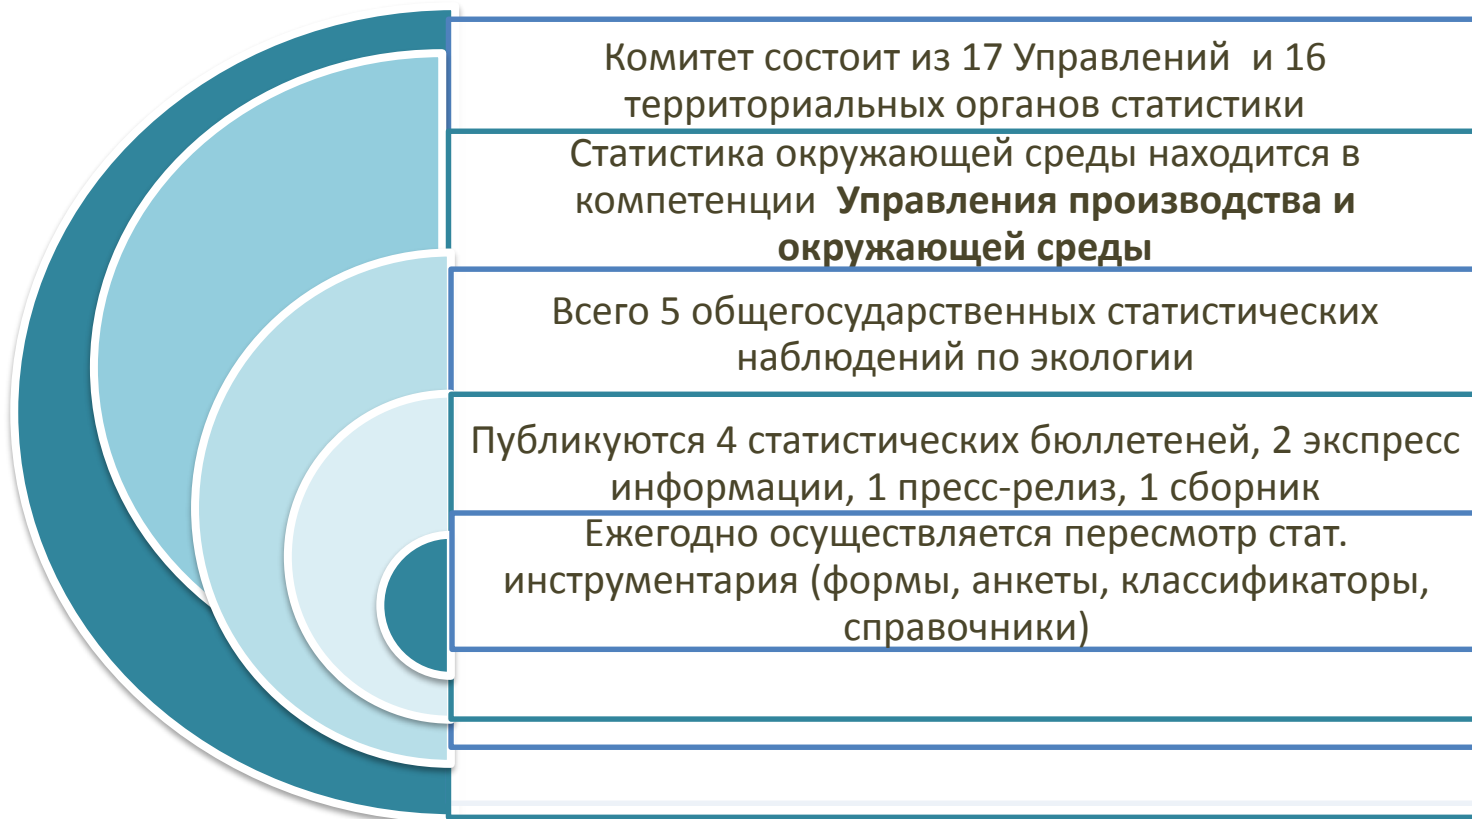 Комитет состоит из 17 Управлений и 16
территориальных органов статистики
Статистика окружающей среды находится в
компетенции Управления производства и
окружающей среды
Всего 5 общегосударственных статистических
наблюдений по экологии
Публикуются 4 статистических бюллетеней, 2 экспресс
информации, 1 пресс-релиз, 1 сборник
Ежегодно осуществляется пересмотр стат.
инструментария (формы, анкеты, классификаторы,
справочники)